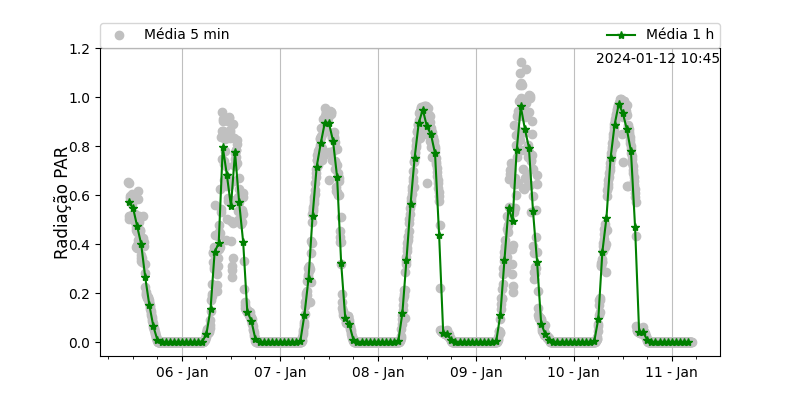 Média 5 min
Média 1 h
2024-01-12 10:45
Radiação PAR
1.2
1.0
0.8
0.6
0.4
0.2
0.0
06 - Jan
07 - Jan
08 - Jan
09 - Jan
10 - Jan
11 - Jan